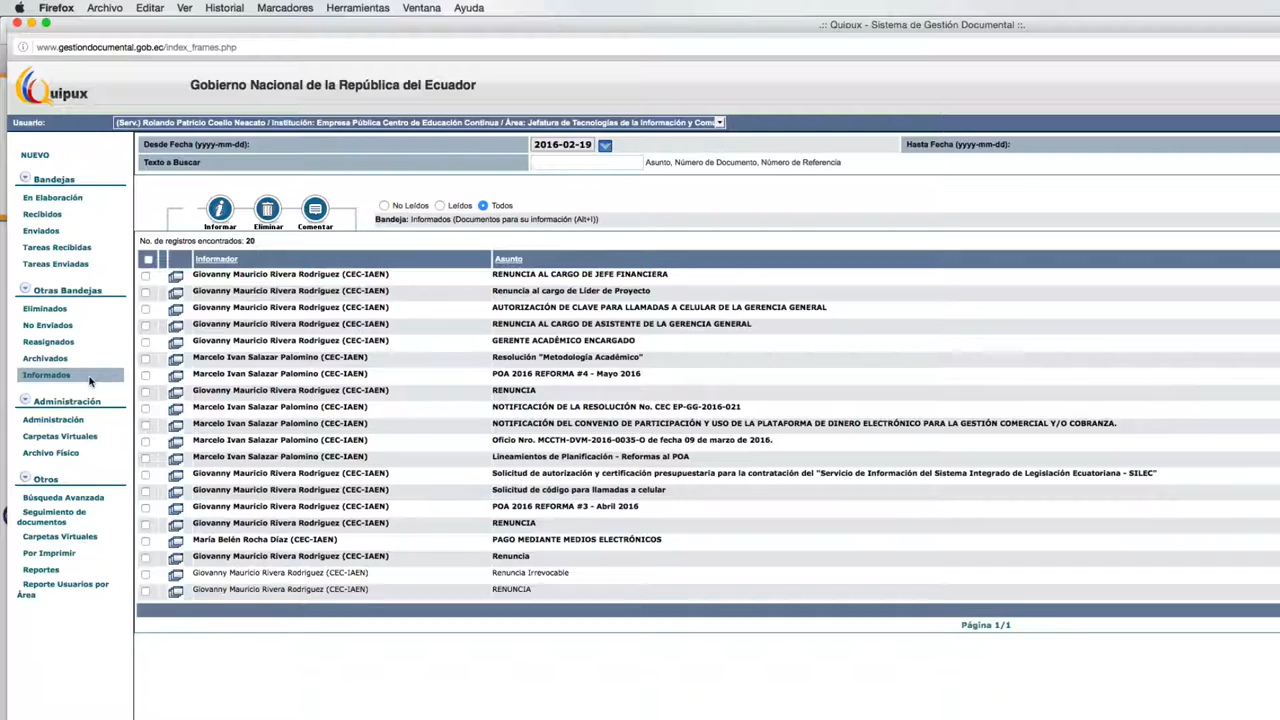 Firefox Archivo Editar Ver Historial Marcadores Herramientas Ventana Ayuda
.:: Quipux - Sistema de Gestión Documental ::.
www.gestiondocumental.gob.ec/index_frames.php
Quipux Gobierno Nacional de la República del Ecuador
Usuario: (Serv.) Rolando Patricio Coello Neacato / Institución: Empresa Pública Centro de Educación Continua / Área: Jefatura de Tecnologías de la Información y Comu
NUEVO
Bandejas
En Elaboración
Recibidos
Enviados
Tareas Recibidas
Tareas Enviadas
Otras Bandejas
Eliminados
No Enviados
Reasignados
Archivados
Informados
Administración
Administración
Carpetas Virtuales
Archivo Físico
Otros
Búsqueda Avanzada
Seguimiento de
documentos
Carpetas Virtuales
Por Imprimir
Reportes
Reporte Usuarios por
Área
Desde Fecha (yyyy-mm-dd): 2016-02-19 Hasta Fecha (yyyy-mm-dd):
Texto a Buscar Asunto, Número de Documento, Número de Referencia
Informar Eliminar Comentar
No Leídos Leídos Todos
Bandeja: Informados (Documentos para su información (Alt+I))
No. de registros encontrados: 20
Informador Asunto
Giovanny Mauricio Rivera Rodriguez (CEC-IAEN) RENUNCIA AL CARGO DE JEFE FINANCIERA
Giovanny Mauricio Rivera Rodriguez (CEC-IAEN) Renuncia al cargo de Líder de Proyecto
Giovanny Mauricio Rivera Rodriguez (CEC-IAEN) AUTORIZACIÓN DE CLAVE PARA LLAMADAS A CELULAR DE LA GERENCIA GENERAL
Giovanny Mauricio Rivera Rodriguez (CEC-IAEN) RENUNCIA AL CARGO DE ASISTENTE DE LA GERENCIA GENERAL
Giovanny Mauricio Rivera Rodriguez (CEC-IAEN) GERENTE ACADÉMICO ENCARGADO
Marcelo Ivan Salazar Palomino (CEC-IAEN) Resolución "Metodología Académico"
Marcelo Ivan Salazar Palomino (CEC-IAEN) POA 2016 REFORMA #4 - Mayo 2016
Giovanny Mauricio Rivera Rodriguez (CEC-IAEN) RENUNCIA
Marcelo Ivan Salazar Palomino (CEC-IAEN) NOTIFICACIÓN DE LA RESOLUCIÓN No. CEC EP-GG-2016-021
Marcelo Ivan Salazar Palomino (CEC-IAEN) NOTIFICACIÓN DEL CONVENIO DE PARTICIPACIÓN Y USO DE LA PLATAFORMA DE DINERO ELECTRÓNICO PARA LA GESTIÓN COMERCIAL Y/O COBRANZA.
Marcelo Ivan Salazar Palomino (CEC-IAEN) Oficio Nro. MCCTH-DVM-2016-0035-O de fecha 09 de marzo de 2016.
Marcelo Ivan Salazar Palomino (CEC-IAEN) Lineamientos de Planificación - Reformas al POA
Giovanny Mauricio Rivera Rodriguez (CEC-IAEN) Solicitud de autorización y certificación presupuestaria para la contratación del "Servicio de Información del Sistema Integrado de Legislación Ecuatoriana - SILEC"
Giovanny Mauricio Rivera Rodriguez (CEC-IAEN) Solicitud de código para llamadas a celular
Giovanny Mauricio Rivera Rodriguez (CEC-IAEN) POA 2016 REFORMA #3 - Abril 2016
Giovanny Mauricio Rivera Rodriguez (CEC-IAEN) RENUNCIA
María Belén Rocha Díaz (CEC-IAEN) PAGO MEDIANTE MEDIOS ELECTRÓNICOS
Giovanny Mauricio Rivera Rodriguez (CEC-IAEN) Renuncia
Giovanny Mauricio Rivera Rodriguez (CEC-IAEN) Renuncia Irrevocable
Giovanny Mauricio Rivera Rodriguez (CEC-IAEN) RENUNCIA
Página 1/1